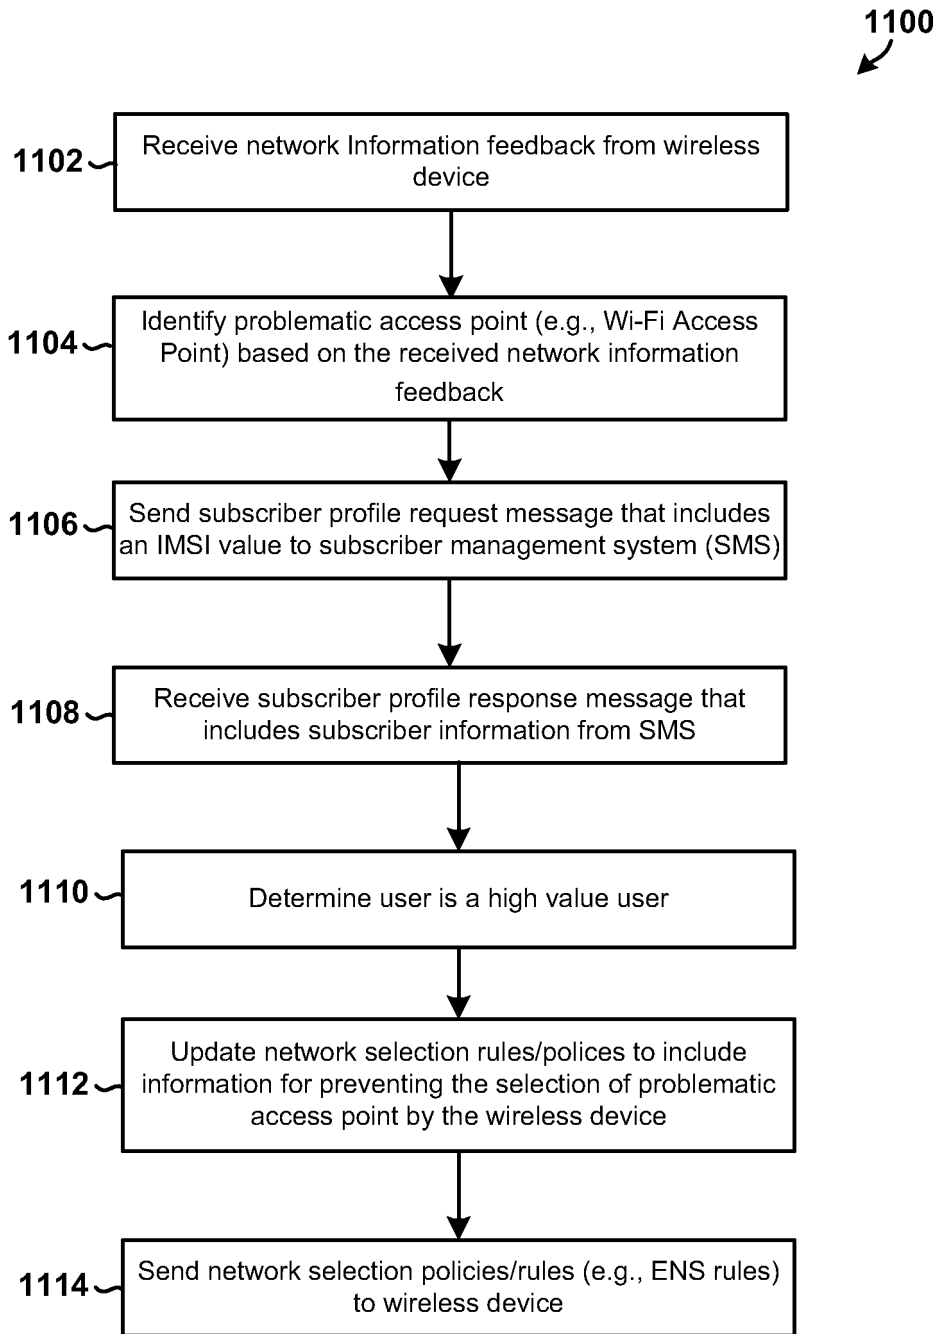 1100
1102
Receive network Information feedback from wireless
device
1104
Identify problematic access point (e.g., Wi-Fi Access
Point) based on the received network information
feedback
1106
Send subscriber profile request message that includes
an IMSI value to subscriber management system (SMS)
1108
Receive subscriber profile response message that
includes subscriber information from SMS
1110
Determine user is a high value user
1112
Update network selection rules/polices to include
information for preventing the selection of problematic
access point by the wireless device
1114
Send network selection policies/rules (e.g., ENS rules)
to wireless device